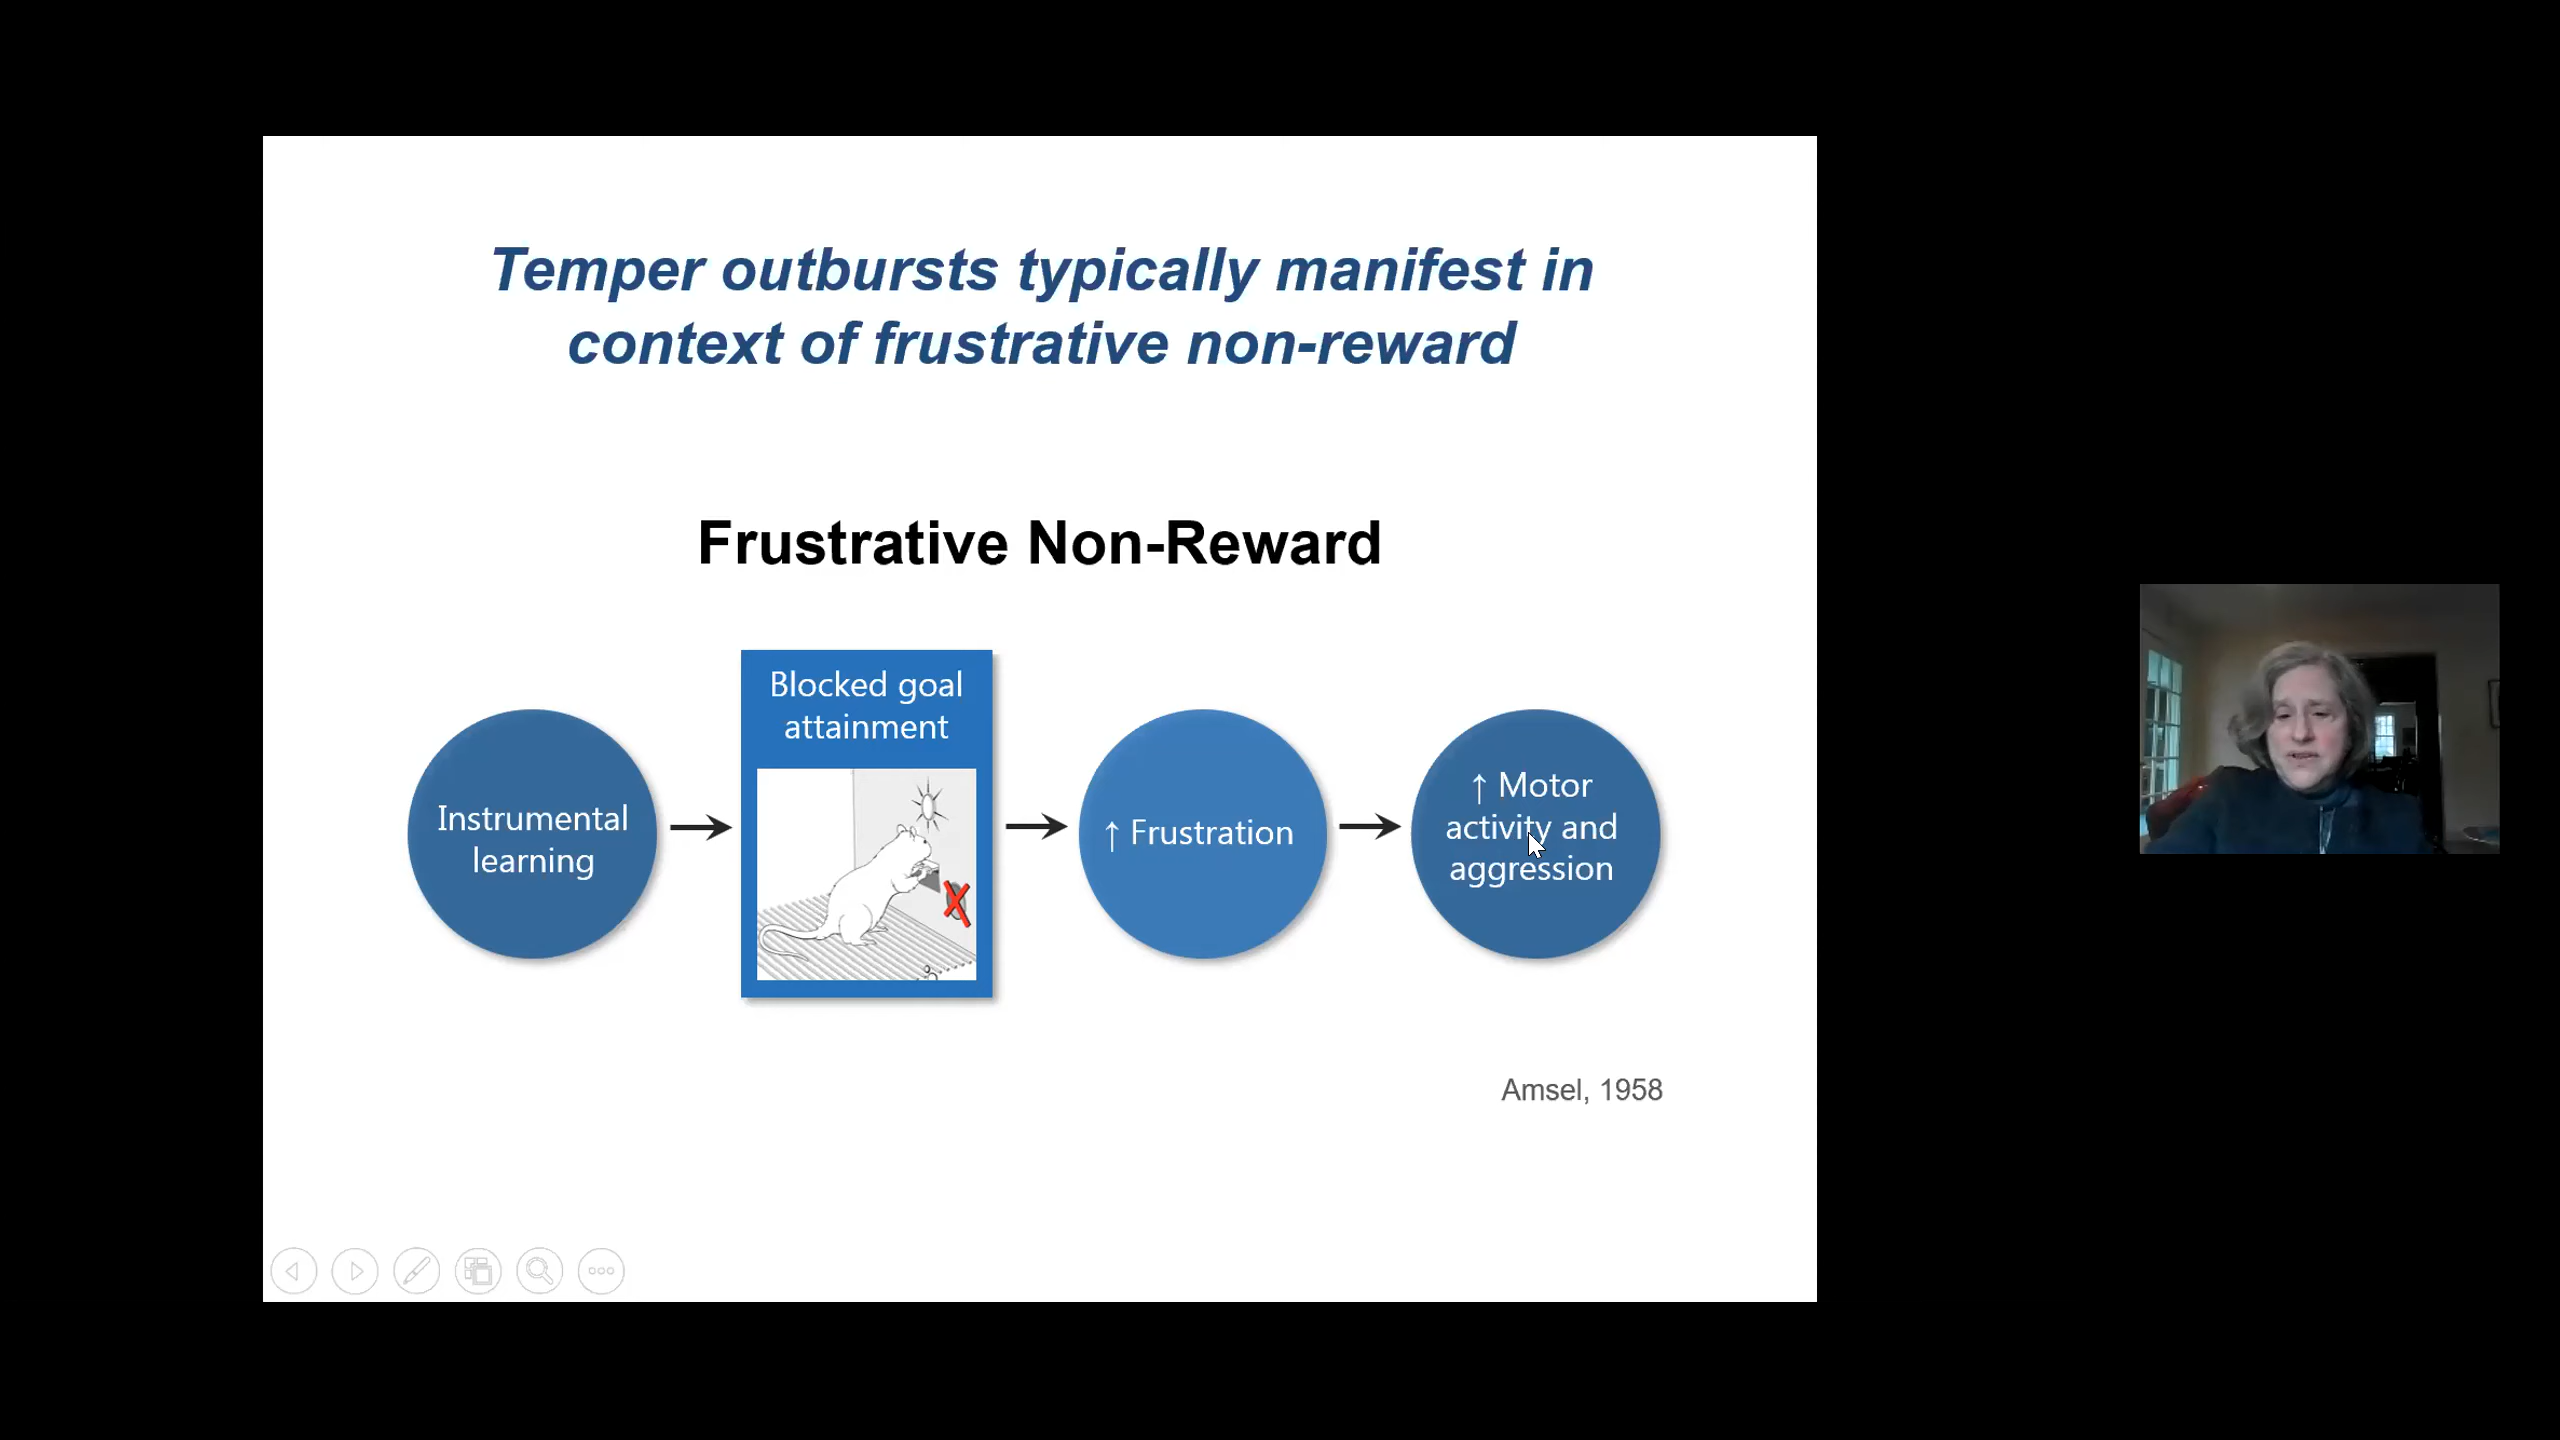 Temper outbursts typically manifest in
context of frustrative non-reward
Frustrative Non-Reward
Instrumental
learning
Blocked goal
attainment
↑ Frustration
↑ Motor
activity and
aggression
Amsel, 1958